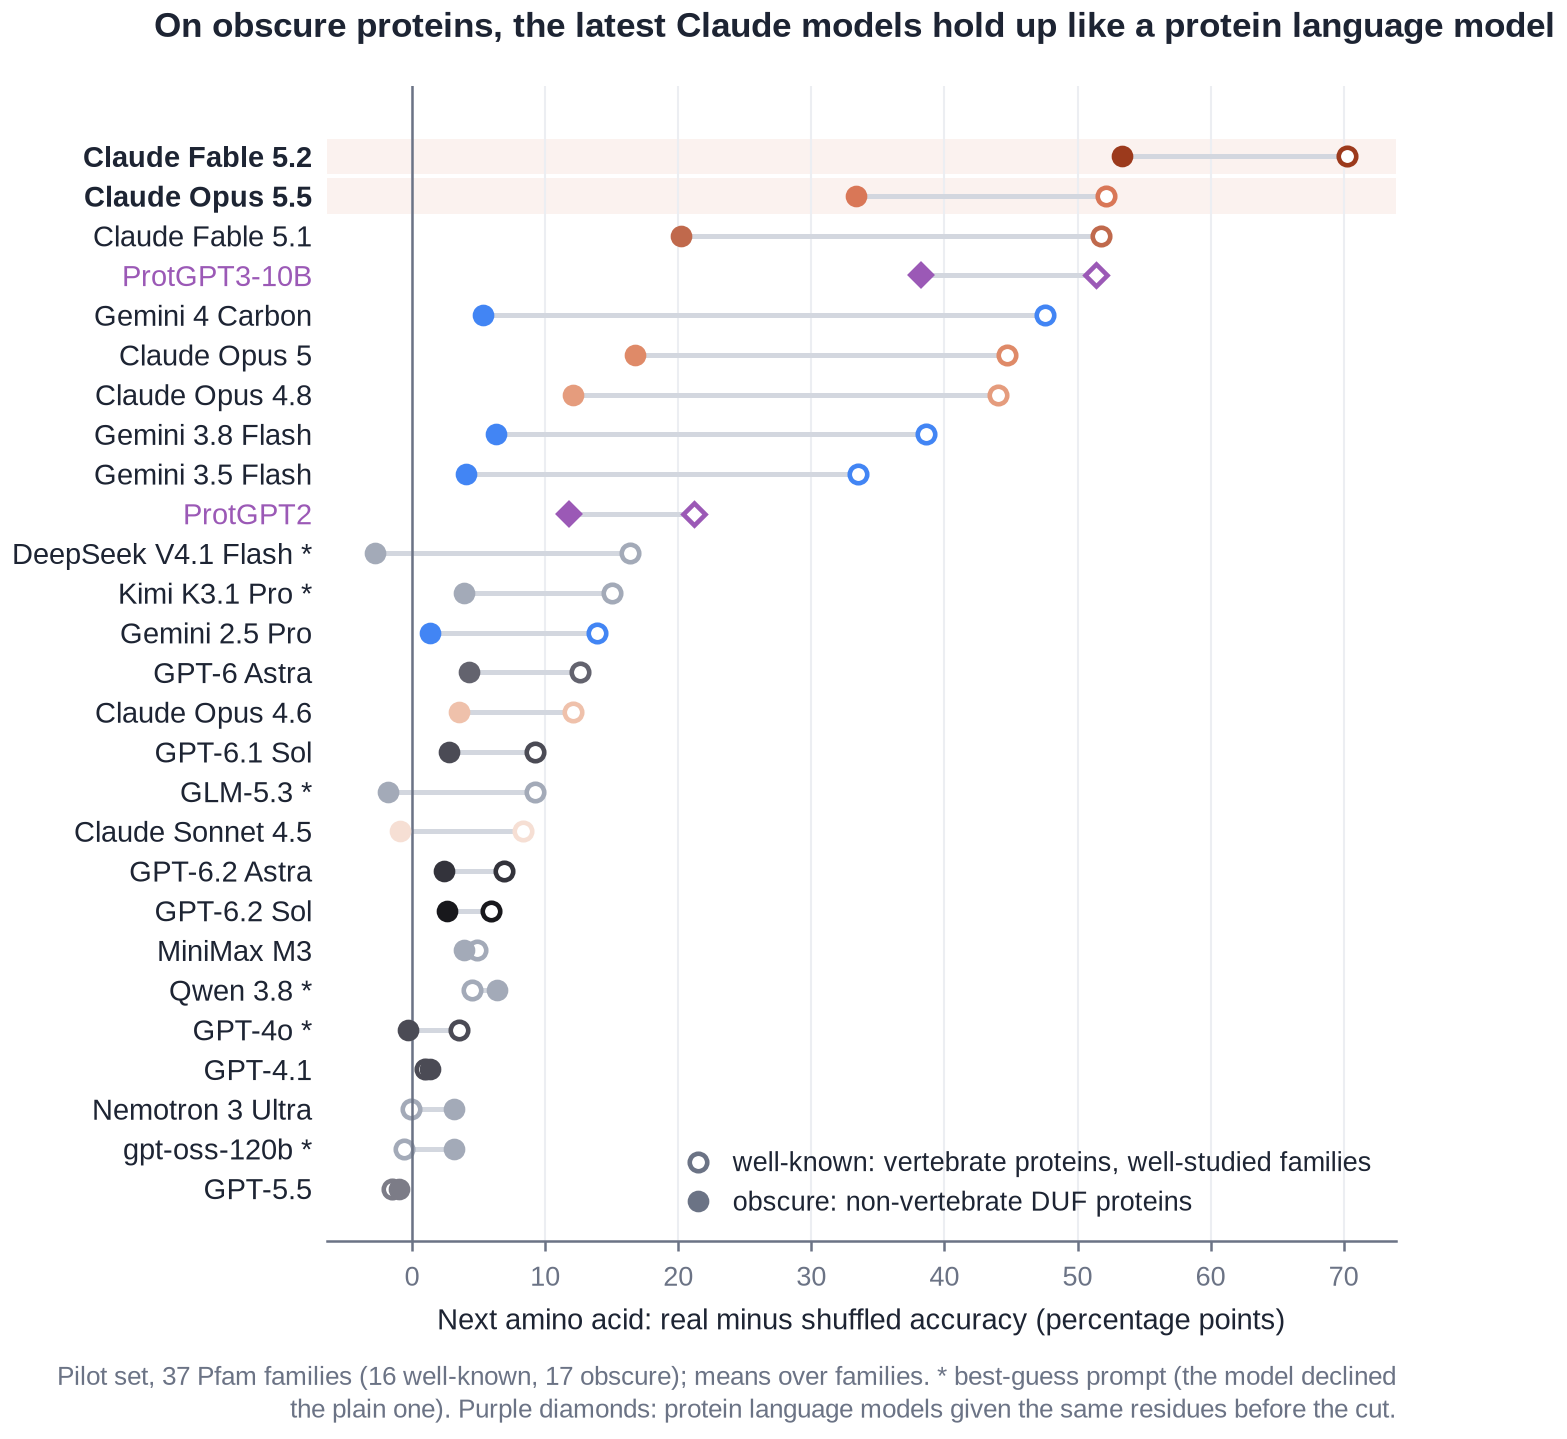 On obscure proteins, the latest Claude models hold up like a protein language model
Claude Fable 5.2
Claude Opus 5.5
Claude Fable 5.1
ProtGPT3-10B
Gemini 4 Carbon
Claude Opus 5
Claude Opus 4.8
Gemini 3.8 Flash
Gemini 3.5 Flash
ProtGPT2
DeepSeek V4.1 Flash *
Kimi K3.1 Pro *
Gemini 2.5 Pro
GPT-6 Astra
Claude Opus 4.6
GPT-6.1 Sol
GLM-5.3 *
Claude Sonnet 4.5
GPT-6.2 Astra
GPT-6.2 Sol
MiniMax M3
Qwen 3.8 *
GPT-4o *
GPT-4.1
Nemotron 3 Ultra
gpt-oss-120b *
GPT-5.5
well-known: vertebrate proteins, well-studied families
obscure: non-vertebrate DUF proteins
0 10 20 30 40 50 60 70
Next amino acid: real minus shuffled accuracy (percentage points)
Pilot set, 37 Pfam families (16 well-known, 17 obscure); means over families. * best-guess prompt (the model declined
the plain one). Purple diamonds: protein language models given the same residues before the cut.